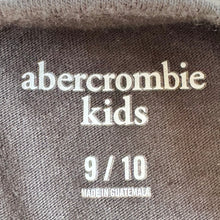 abercrombie
kids
9 / 10
MADE IN GUATEMALA